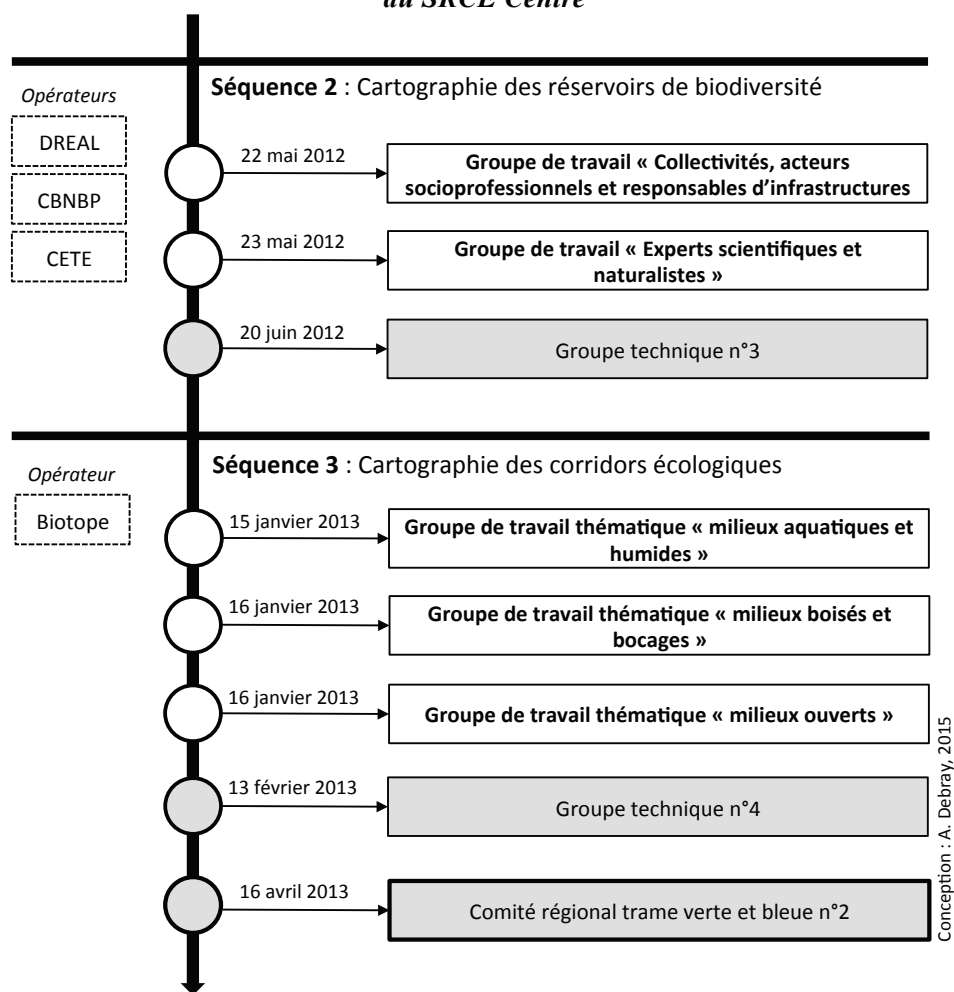 du SRCE Centre
Séquence 2 : Cartographie des réservoirs de biodiversité
Opérateurs
DREAL
CBNBP
CETE
22 mai 2012
Groupe de travail « Collectivités, acteurs
socioprofessionnels et responsables d’infrastructures
23 mai 2012
Groupe de travail « Experts scientifiques et
naturalistes »
20 juin 2012
Groupe technique n°3
Séquence 3 : Cartographie des corridors écologiques
Opérateur
Biotope
15 janvier 2013
Groupe de travail thématique « milieux aquatiques et
humides »
16 janvier 2013
Groupe de travail thématique « milieux boisés et
bocages »
16 janvier 2013
Groupe de travail thématique « milieux ouverts »
13 février 2013
Groupe technique n°4
16 avril 2013
Comité régional trame verte et bleue n°2
Conception : A. Debray, 2015